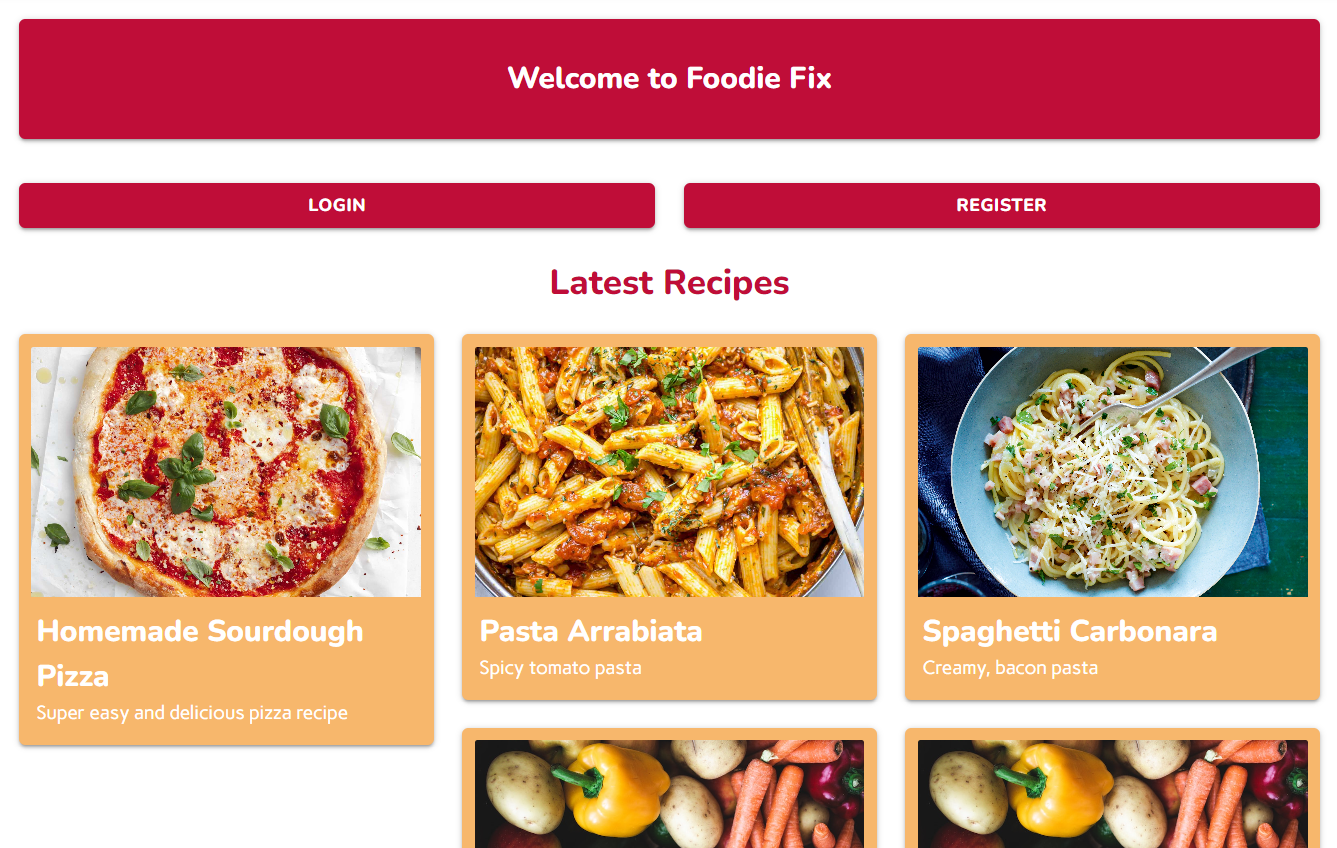 Welcome to Foodie Fix
LOGIN
REGISTER
Latest Recipes
Homemade Sourdough
Pizza
Super easy and delicious pizza recipe
Pasta Arrabiata
Spicy tomato pasta
Spaghetti Carbonara
Creamy, bacon pasta